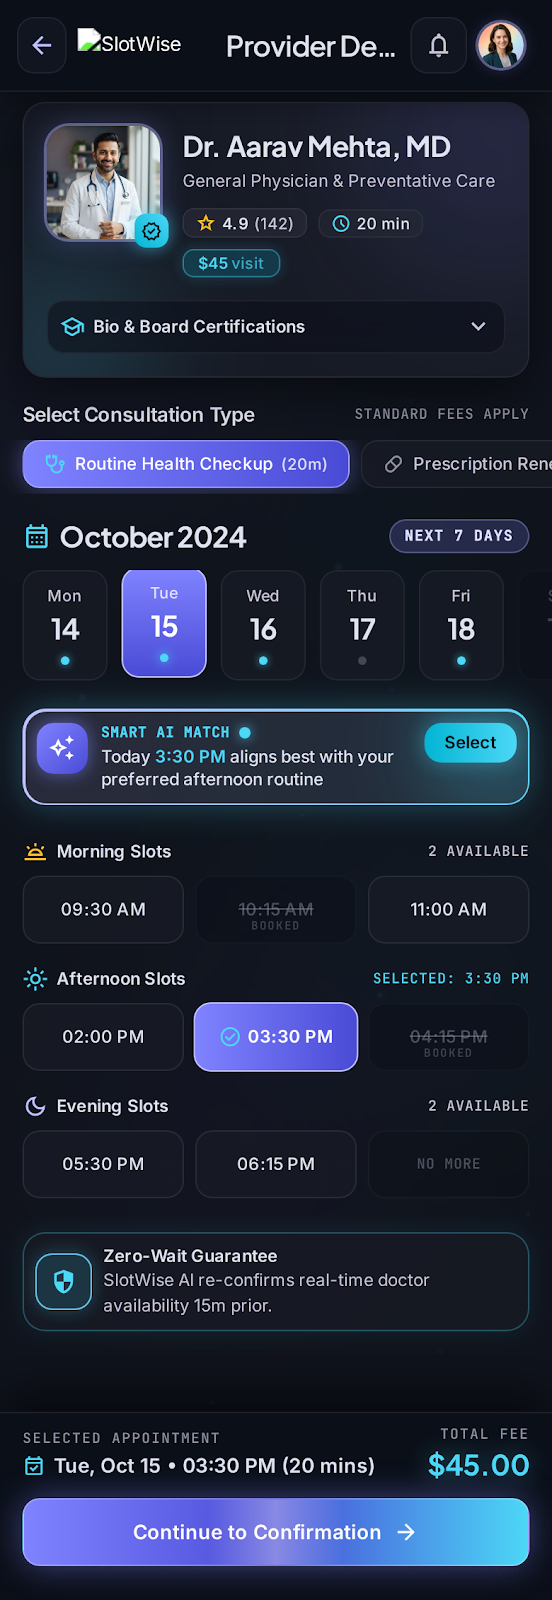 SlotWise
Provider De...
Dr. Aarav Mehta, MD
General Physician & Preventative Care
4.9 (142)
20 min
$45 visit
Bio & Board Certifications
Select Consultation Type
STANDARD FEES APPLY
Routine Health Checkup (20m)
Prescription Rene
October 2024
NEXT 7 DAYS
Mon
14
Tue
15
Wed
16
Thu
17
Fri
18
SMART AI MATCH
Today 3:30 PM aligns best with your
preferred afternoon routine
Select
Morning Slots
2 AVAILABLE
09:30 AM
10:15 AM
BOOKED
11:00 AM
Afternoon Slots
SELECTED: 3:30 PM
02:00 PM
03:30 PM
04:15 PM
BOOKED
Evening Slots
2 AVAILABLE
05:30 PM
06:15 PM
NO MORE
Zero-Wait Guarantee
SlotWise AI re-confirms real-time doctor
availability 15m prior.
SELECTED APPOINTMENT
Tue, Oct 15 • 03:30 PM (20 mins)
TOTAL FEE
$45.00
Continue to Confirmation